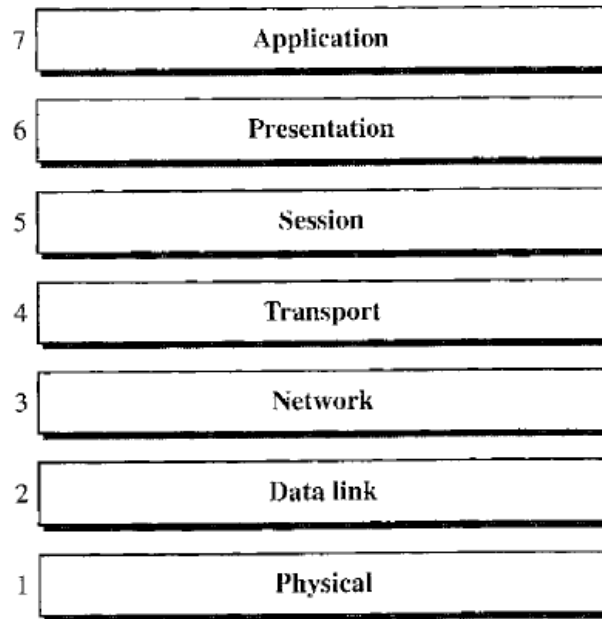 7 Application
6 Presentation
5 Session
4 Transport
3 Network
2 Data link
1 Physical